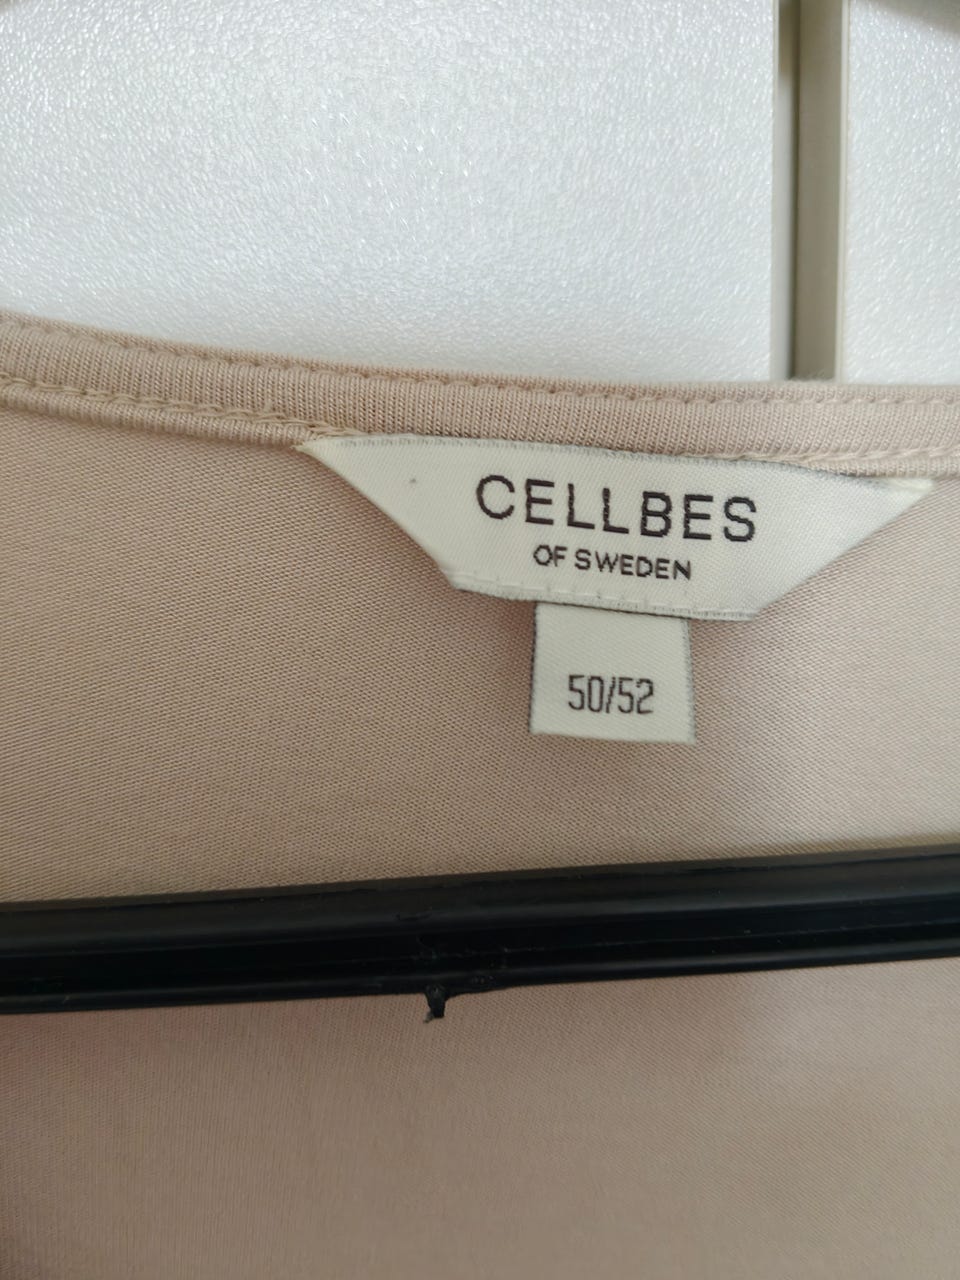 CELLBES
OF SWEDEN
50/52